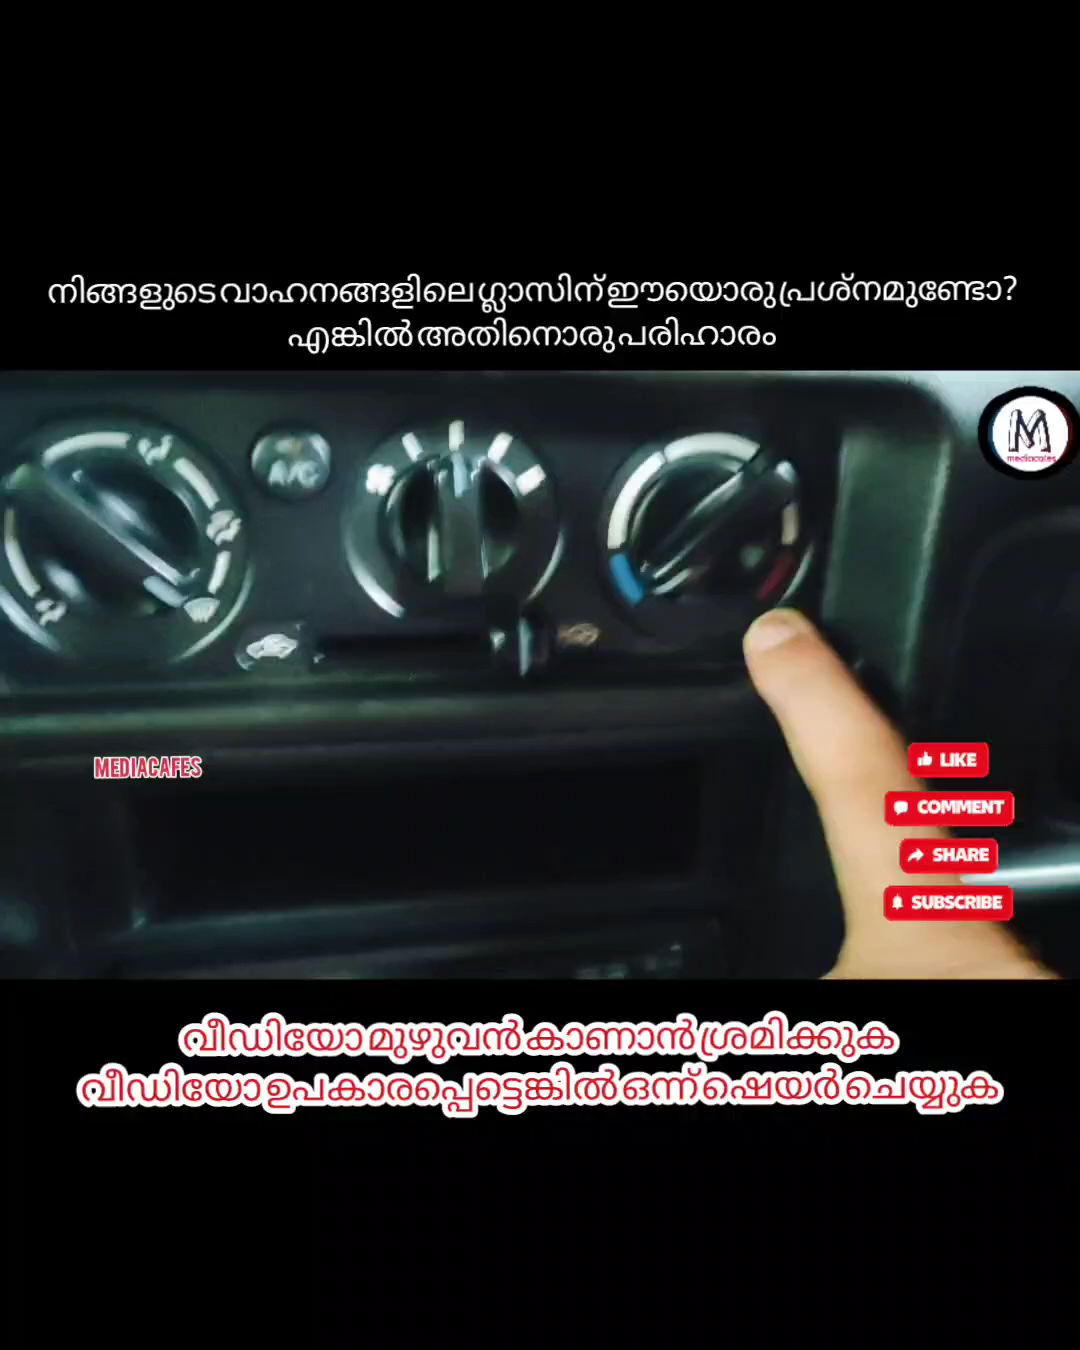 നിങ്ങളുടെ വാഹനങ്ങളിലെ ഗ്ലാസിന് ഈയൊരു പ്രശ്നമുണ്ടോ?
എങ്കിൽ അതിനൊരു പരിഹാരം
M
mediacafes
A/C
MEDIACAFES
LIKE
COMMENT
SHARE
SUBSCRIBE
വീഡിയോ മുഴുവൻ കാണാൻ ശ്രമിക്കുക
വീഡിയോ ഉപകാരപ്പെട്ടെങ്കിൽ ഒന്ന് ഷെയർ ചെയ്യുക